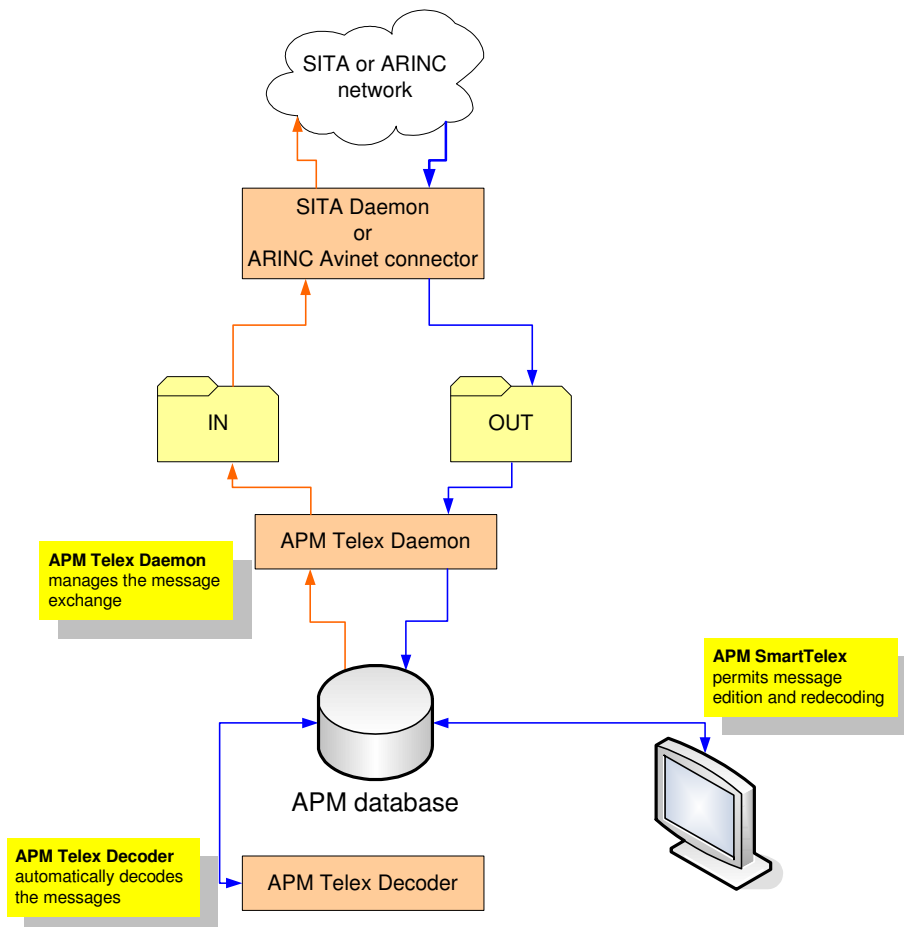 SITA or ARINC
network
SITA Daemon
or
ARINC Avinet connector
IN
OUT
APM Telex Daemon
APM Telex Daemon
manages the message
exchange
APM SmartTelex
permits message
edition and redecoding
APM database
APM Telex Decoder
automatically decodes
the messages
APM Telex Decoder